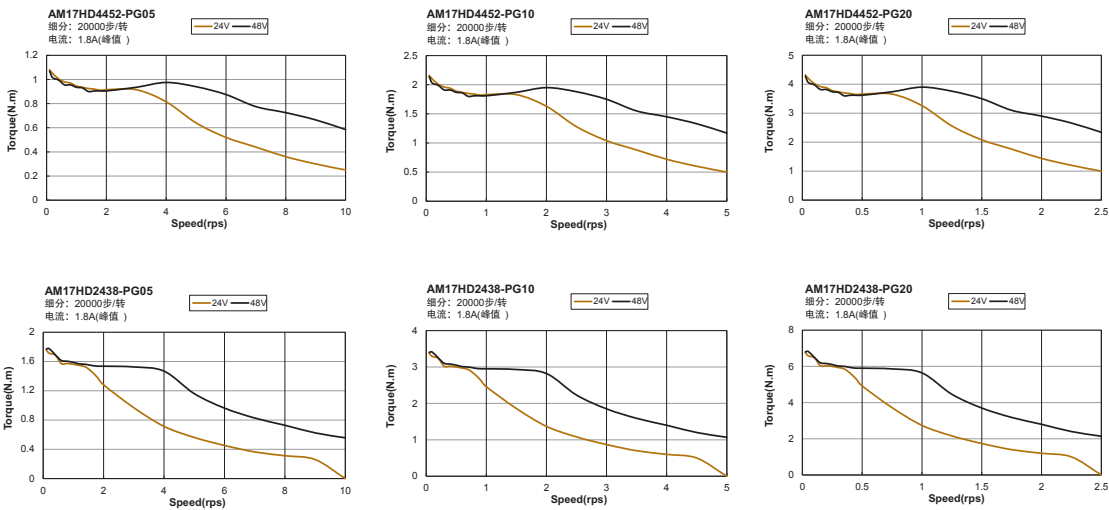 AM17HD4452-PG05
细分：20000步/转
电流：1.8A(峰值 )
24V 48V
Torque(N.m)
1.2
1
0.8
0.6
0.4
0.2
0
0 2 4 6 8 10
Speed(rps)
AM17HD4452-PG10
细分：20000步/转
电流：1.8A(峰值 )
24V 48V
Torque(N.m)
2.5
2
1.5
1
0.5
0
0 1 2 3 4 5
Speed(rps)
AM17HD4452-PG20
细分：20000步/转
电流：1.8A(峰值 )
24V 48V
Torque(N.m)
5
4
3
2
1
0
0 0.5 1 1.5 2 2.5
Speed(rps)
AM17HD2438-PG05
细分：20000步/转
电流：1.8A(峰值 )
24V 48V
Torque(N.m)
2
1.6
1.2
0.8
0.4
0
0 2 4 6 8 10
Speed(rps)
AM17HD2438-PG10
细分：20000步/转
电流：1.8A(峰值 )
24V 48V
Torque(N.m)
4
3
2
1
0
0 1 2 3 4 5
Speed(rps)
AM17HD2438-PG20
细分：20000步/转
电流：1.8A(峰值 )
24V 48V
Torque(N.m)
8
6
4
2
0
0 0.5 1 1.5 2 2.5
Speed(rps)